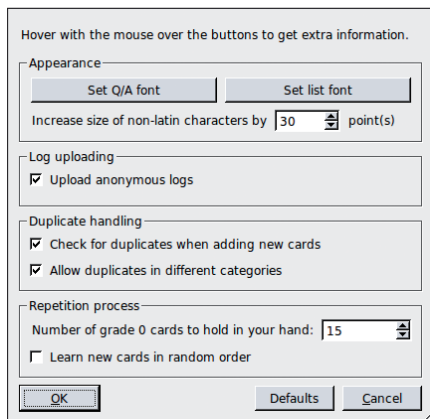 Hover with the mouse over the buttons to get extra information.
Appearance
Set Q/A font Set list font
Increase size of non-latin characters by 30 point(s)
Log uploading
Upload anonymous logs
Duplicate handling
Check for duplicates when adding new cards
Allow duplicates in different categories
Repetition process
Number of grade 0 cards to hold in your hand: 15
Learn new cards in random order
OK Defaults Cancel